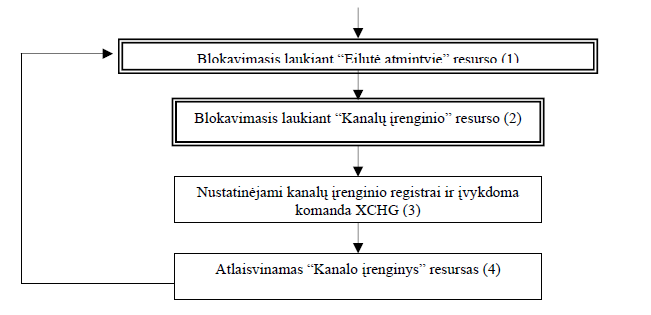 Blokavimasis laukiant “Eilutė atmintyje” resurso (1)
Blokavimasis laukiant “Kanalų įrenginio” resurso (2)
Nustatinėjami kanalų įrenginio registrai ir įvykdoma
komanda XCHG (3)
Atlaisvinamas “Kanalo įrenginys” resursas (4)